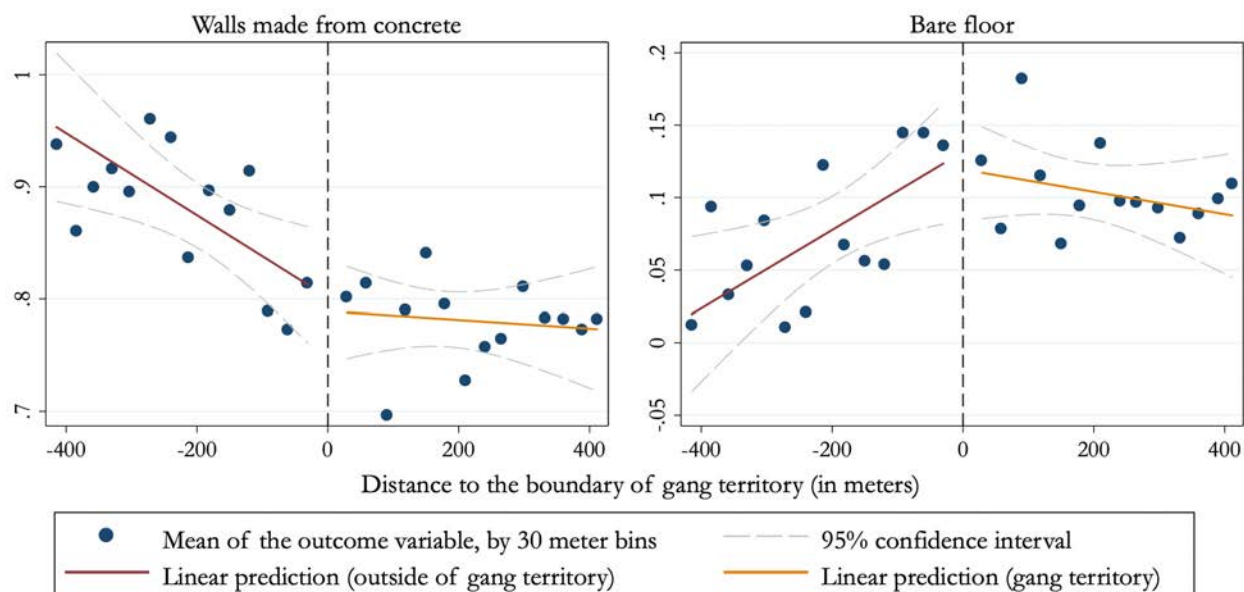 Walls made from concrete
Bare floor
1
.9
.8
.7
-400 -200 0 200 400
.2
.15
.1
.05
0
-.05
-400 -200 0 200 400
Distance to the boundary of gang territory (in meters)
Mean of the outcome variable, by 30 meter bins
95% confidence interval
Linear prediction (outside of gang territory)
Linear prediction (gang territory)